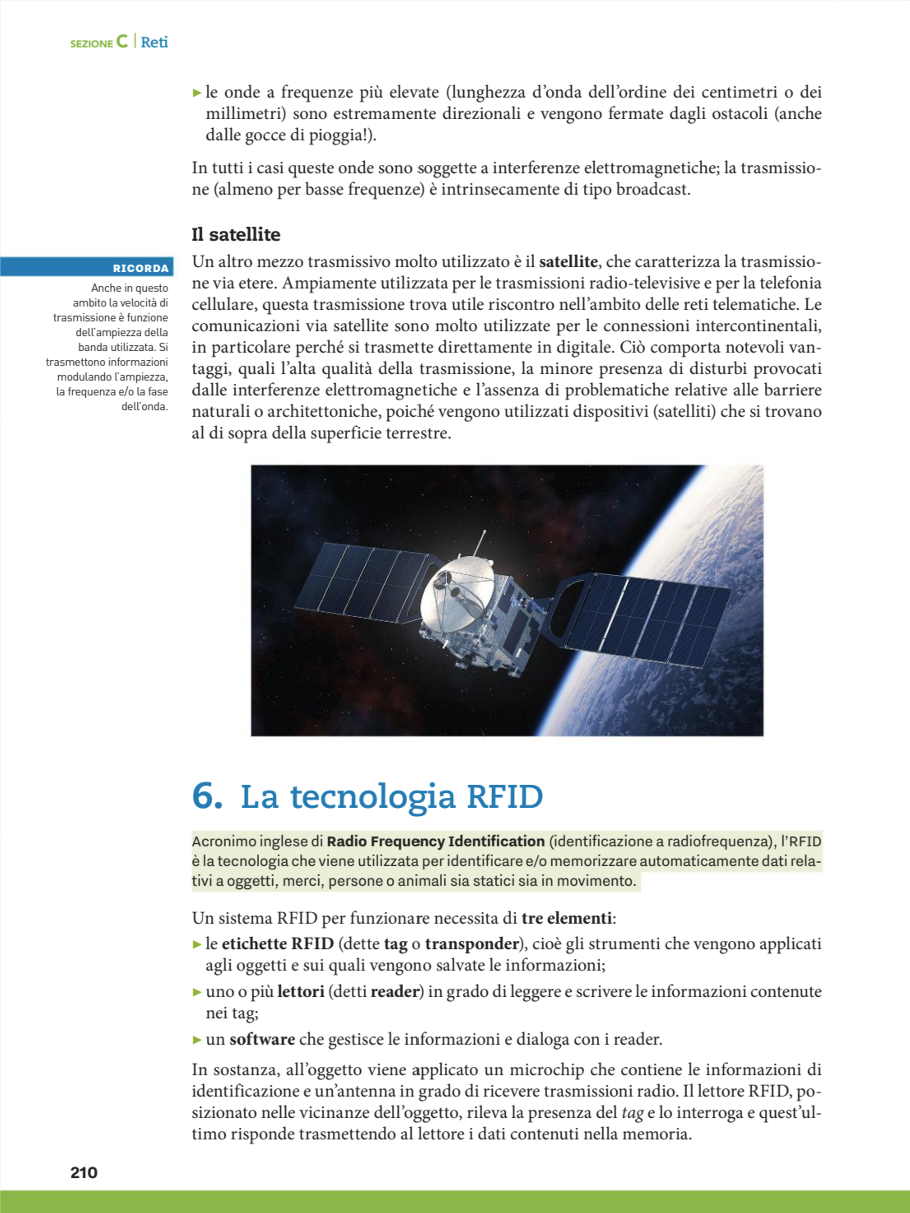 SEZIONE C | Reti
▶ le onde a frequenze più elevate (lunghezza d'onda dell'ordine dei centimetri o dei
millimetri) sono estremamente direzionali e vengono fermate dagli ostacoli (anche
dalle gocce di pioggia!).
In tutti i casi queste onde sono soggette a interferenze elettromagnetiche; la trasmissio-
ne (almeno per basse frequenze) è intrinsecamente di tipo broadcast.
Il satellite
Un altro mezzo trasmissivo molto utilizzato è il satellite, che caratterizza la trasmissio-
ne via etere. Ampiamente utilizzata per le trasmissioni radio-televisive e per la telefonia
cellulare, questa trasmissione trova utile riscontro nell'ambito delle reti telematiche. Le
comunicazioni via satellite sono molto utilizzate per le connessioni intercontinentali,
in particolare perché si trasmette direttamente in digitale. Ciò comporta notevoli van-
taggi, quali l'alta qualità della trasmissione, la minore presenza di disturbi provocati
dalle interferenze elettromagnetiche e l'assenza di problematiche relative alle barriere
naturali o architettoniche, poiché vengono utilizzati dispositivi (satelliti) che si trovano
al di sopra della superficie terrestre.
RICORDA
Anche in questo
ambito la velocità di
trasmissione è funzione
dell'ampiezza della
banda utilizzata. Si
trasmettono informazioni
modulando l'ampiezza,
la frequenza e/o la fase
dell'onda.
6. La tecnologia RFID
Acronimo inglese di Radio Frequency Identification (identificazione a radiofrequenza), l'RFID
è la tecnologia che viene utilizzata per identificare e/o memorizzare automaticamente dati rela-
tivi a oggetti, merci, persone o animali sia statici sia in movimento.
Un sistema RFID per funzionare necessita di tre elementi:
▶ le etichette RFID (dette tag o transponder), cioè gli strumenti che vengono applicati
agli oggetti e sui quali vengono salvate le informazioni;
▶ uno o più lettori (detti reader) in grado di leggere e scrivere le informazioni contenute
nei tag;
▶ un software che gestisce le informazioni e dialoga con i reader.
In sostanza, all'oggetto viene applicato un microchip che contiene le informazioni di
identificazione e un'antenna in grado di ricevere trasmissioni radio. Il lettore RFID, po-
sizionato nelle vicinanze dell'oggetto, rileva la presenza del tag e lo interroga e quest'ul-
timo risponde trasmettendo al lettore i dati contenuti nella memoria.
210